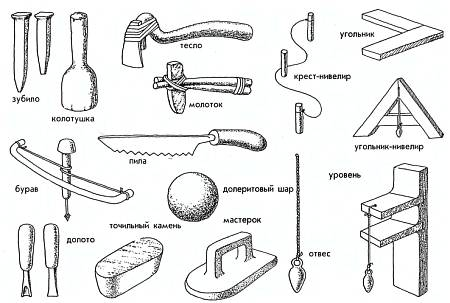 тесло
угольник
крест-нивелир
зубило
колотушка
молоток
угольник-нивелир
пила
бурав
долеритовый шар
уровень
точильный камень
мастерок
долото
отвес